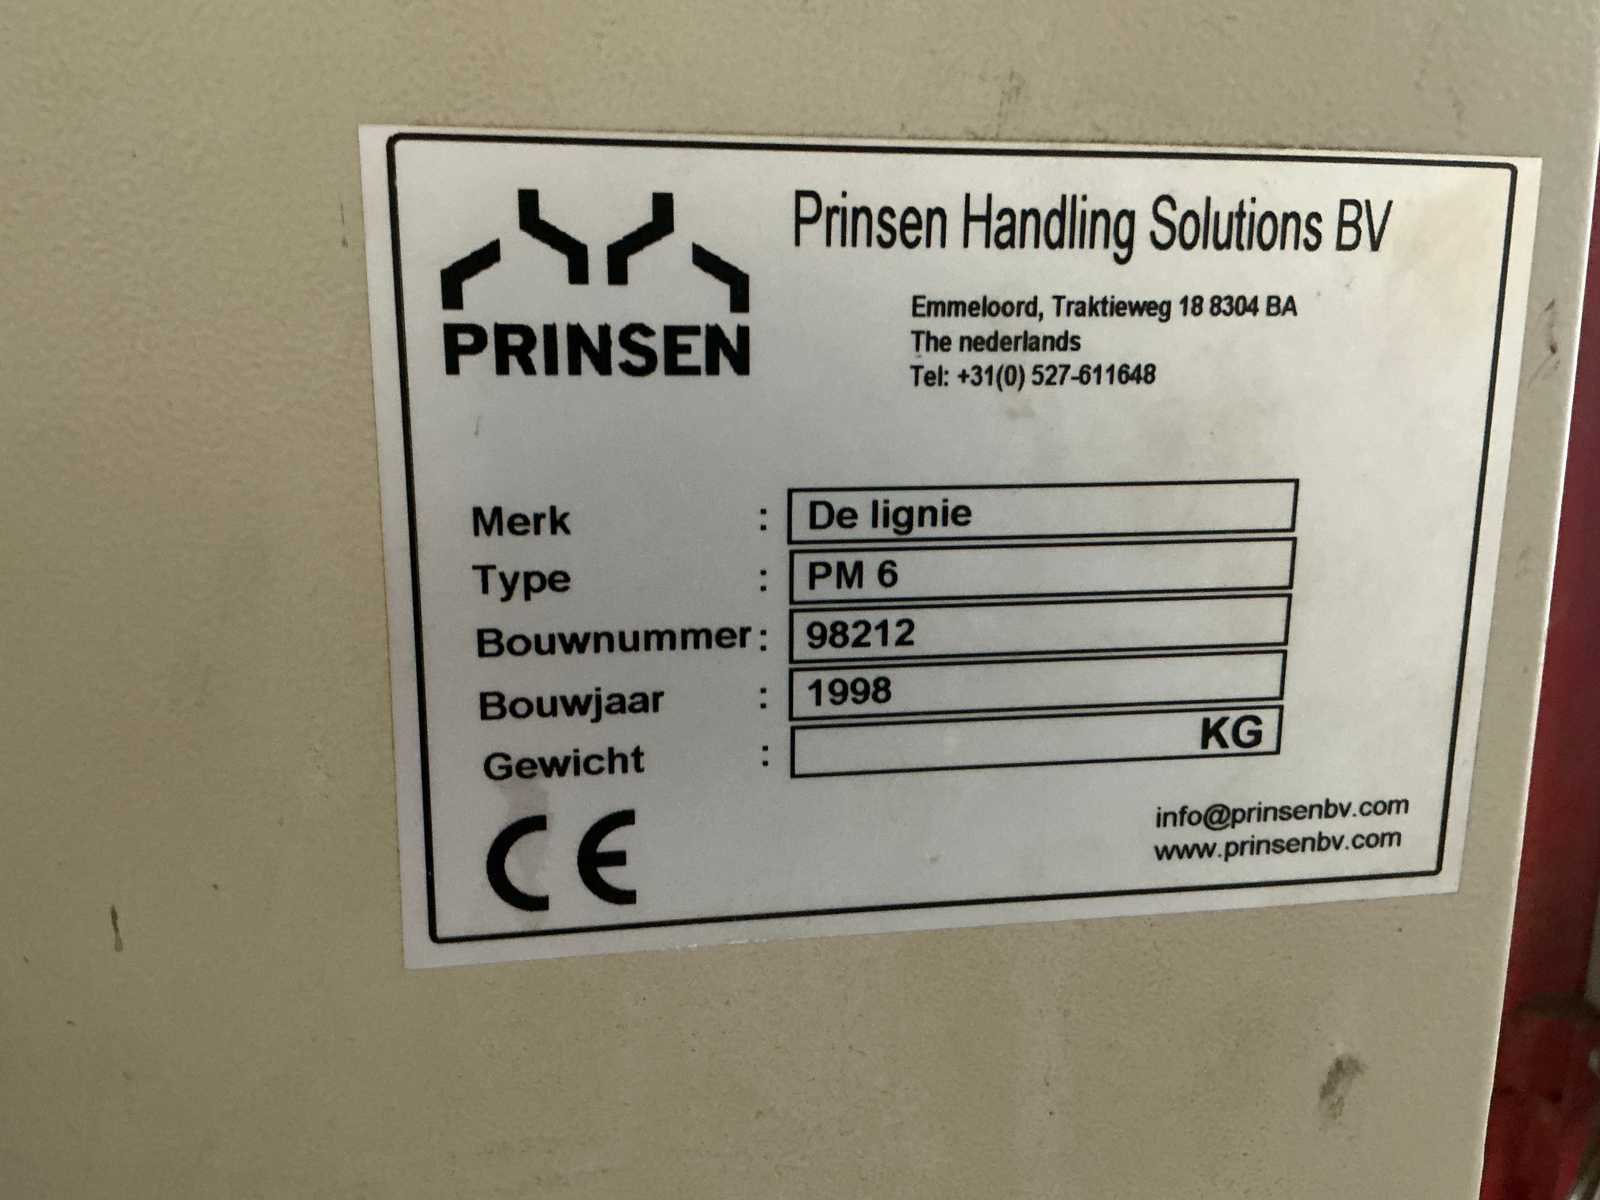 PRINSEN
Prinsen Handling Solutions BV
Emmeloord, Traktieweg 18 8304 BA
The nederlands
Tel: +31(0) 527-611648
Merk : De lignie
Type : PM 6
Bouwnummer : 98212
Bouwjaar : 1998
Gewicht : KG
CE
info@prinsenbv.com
www.prinsenbv.com